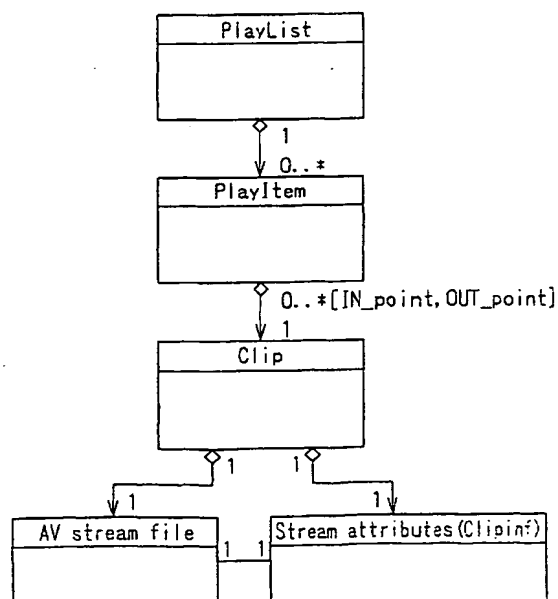 PlayList
1
0..*
PlayItem
0..*[IN_point,OUT_point]
1
Clip
1 1
1 1
AV stream file
Stream attributes(Clipinf)
1 1